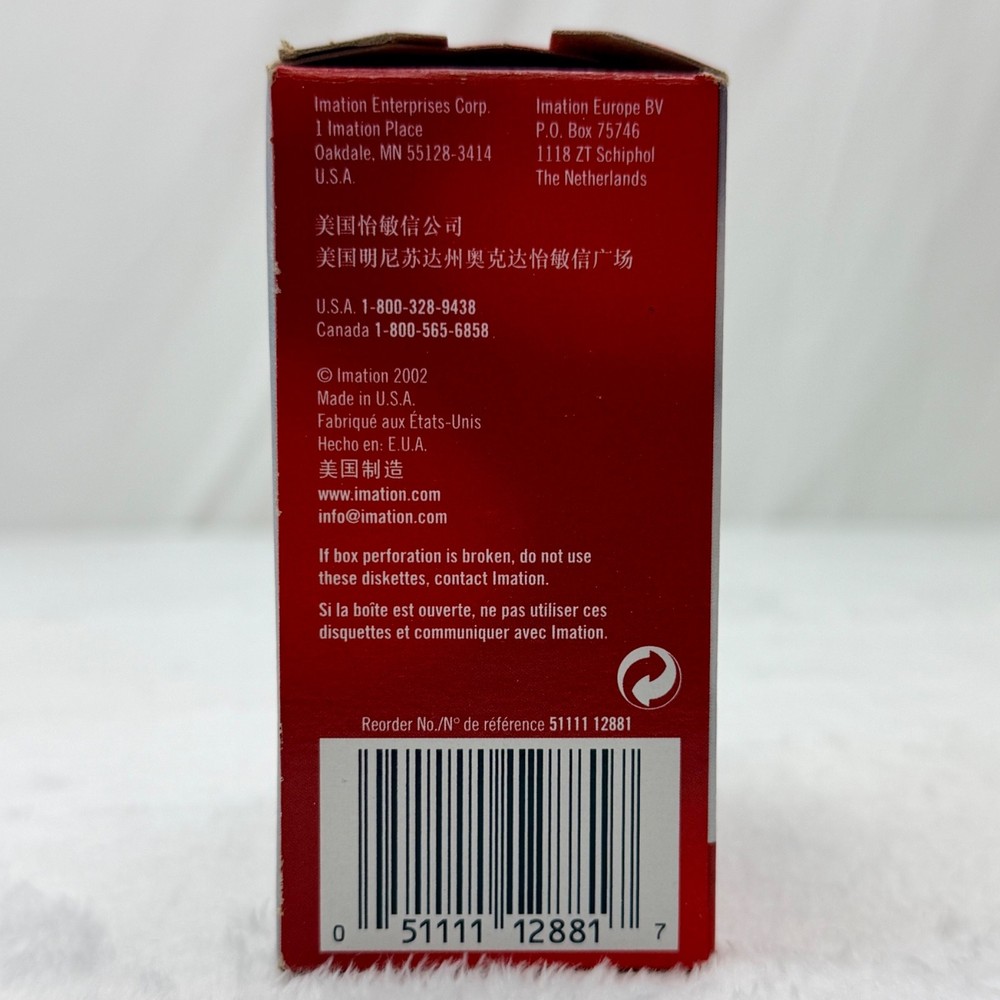 Imation Enterprises Corp.
1 Imation Place
Oakdale, MN 55128-3414
U.S.A.
Imation Europe BV
P.O. Box 75746
1118 ZT Schiphol
The Netherlands
美国怡敏信公司
美国明尼苏达州奥克达怡敏信广场
U.S.A. 1-800-328-9438
Canada 1-800-565-6858
© Imation 2002
Made in U.S.A.
Fabriqué aux États-Unis
Hecho en: E.U.A.
美国制造
www.imation.com
info@imation.com
If box perforation is broken, do not use
these diskettes, contact Imation.
Si la boîte est ouverte, ne pas utiliser ces
disquettes et communiquer avec Imation.
Reorder No./N° de référence 51111 12881
0 51111 12881 7